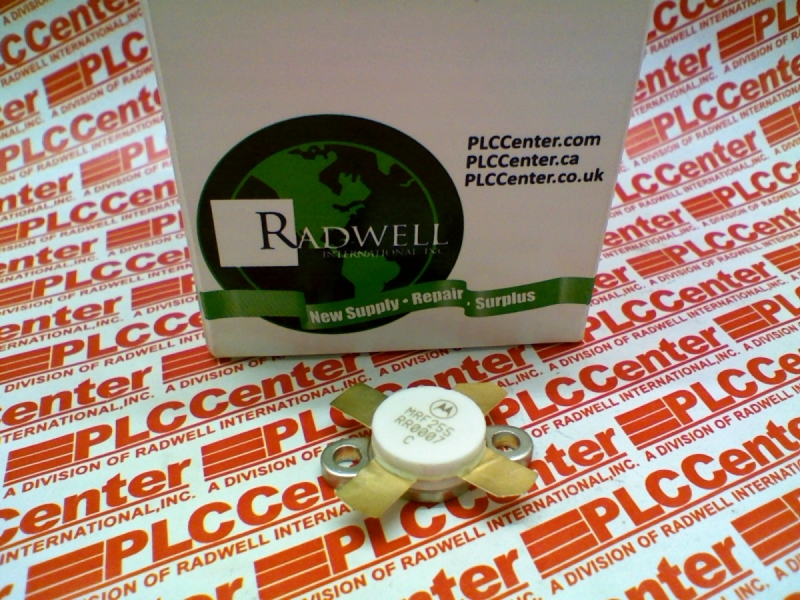 PLCCenter.com
PLCCenter.ca
PLCCenter.co.uk
RADWELL
INTERNATIONAL INC
New Supply • Repair • Surplus
MRF255
RR0007
C
PLCCenter
A DIVISION OF RADWELL INTERNATIONAL, INC.